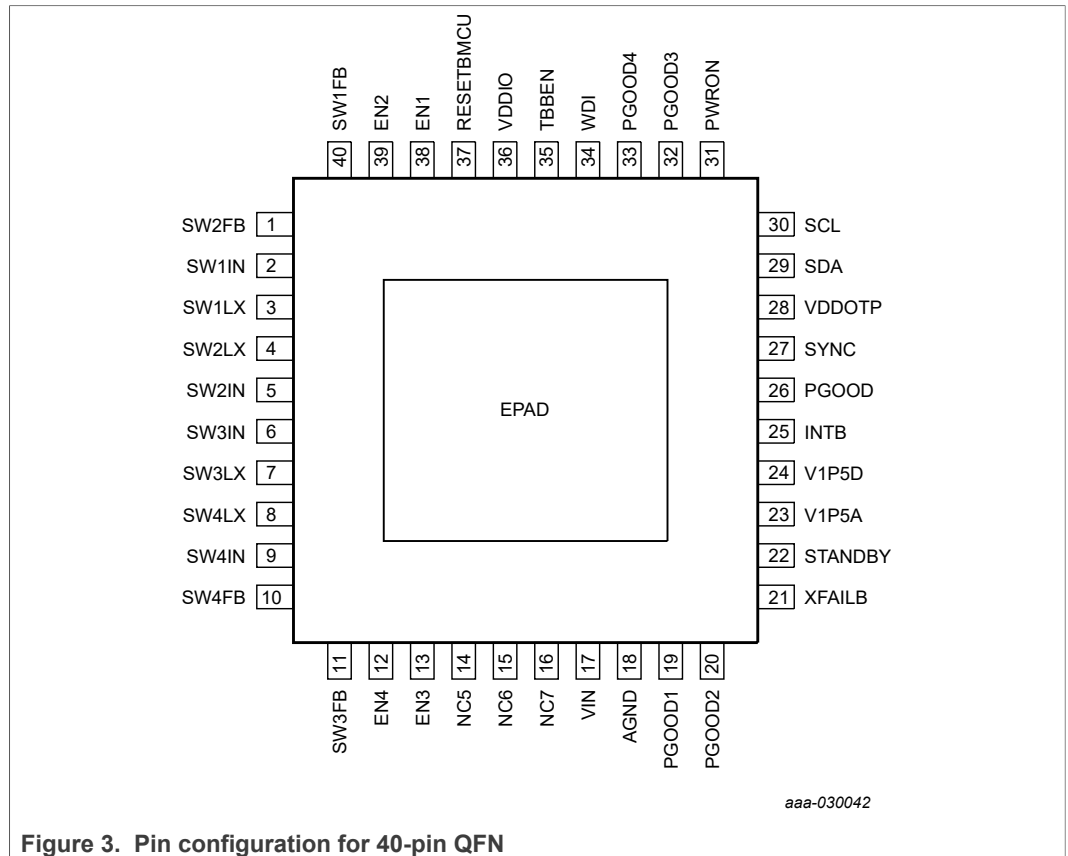 SW1FB
EN2
EN1
RESETBMCU
VDDIO
TBBEN
WDI
PGOOD4
PGOOD3
PWRON
40
39
38
37
36
35
34
33
32
31
SW2FB 1
SW1IN 2
SW1LX 3
SW2LX 4
SW2IN 5
SW3IN 6
SW3LX 7
SW4LX 8
SW4IN 9
SW4FB 10
EPAD
30 SCL
29 SDA
28 VDDOTP
27 SYNC
26 PGOOD
25 INTB
24 V1P5D
23 V1P5A
22 STANDBY
21 XFAILB
11
12
13
14
15
16
17
18
19
20
SW3FB
EN4
EN3
NC5
NC6
NC7
VIN
AGND
PGOOD1
PGOOD2
aaa-030042
Figure 3. Pin configuration for 40-pin QFN